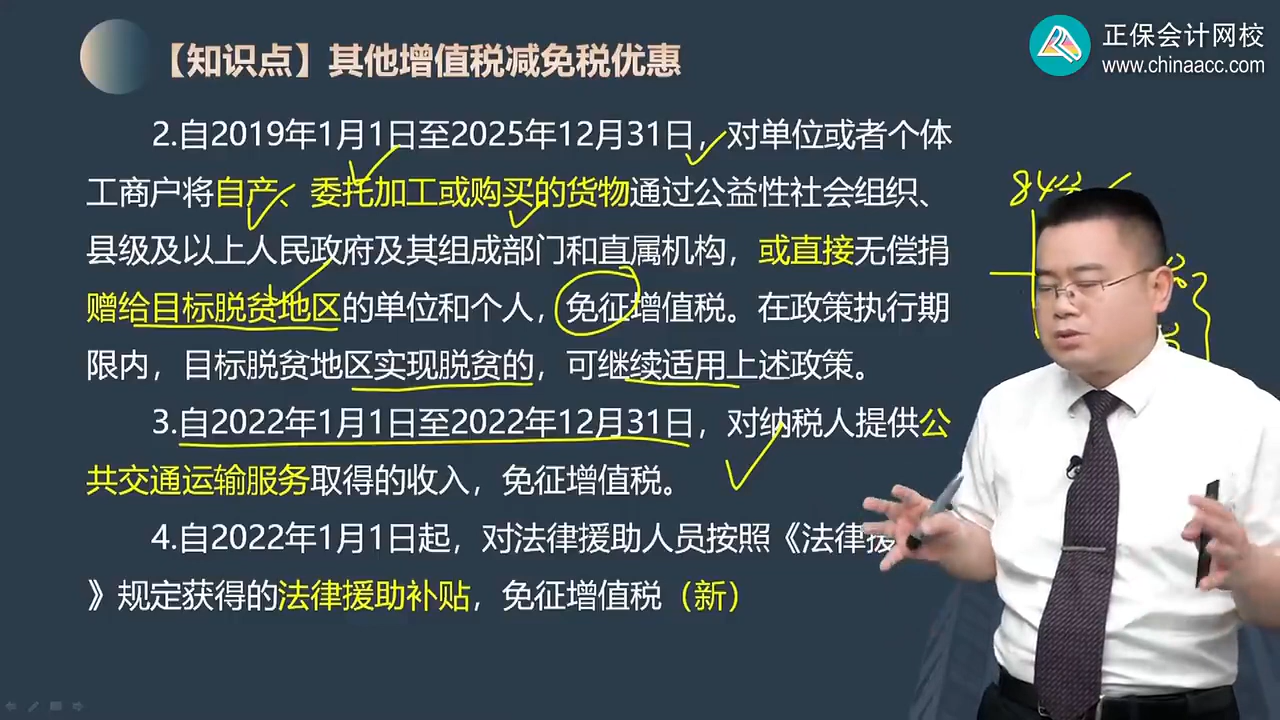 【知识点】其他增值税减免税优惠
正保会计网校
www.chinaacc.com
2.自2019年1月1日至2025年12月31日，对单位或者个体
工商户将自产、委托加工或购买的货物通过公益性社会组织、
县级及以上人民政府及其组成部门和直属机构，或直接无偿捐
赠给目标脱贫地区的单位和个人，免征增值税。在政策执行期
限内，目标脱贫地区实现脱贫的，可继续适用上述政策。
3.自2022年1月1日至2022年12月31日，对纳税人提供公
共交通运输服务取得的收入，免征增值税。
4.自2022年1月1日起，对法律援助人员按照《法律援
》规定获得的法律援助补贴，免征增值税（新）